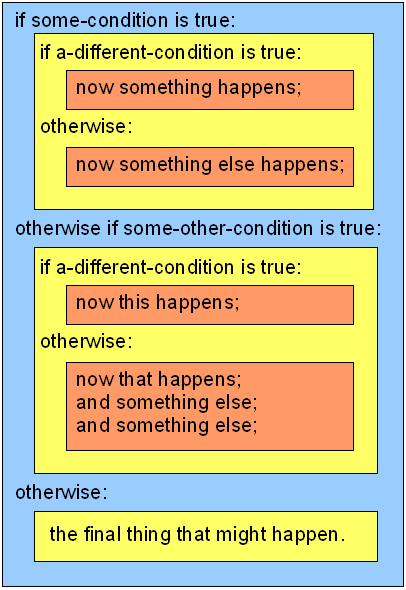 if some-condition is true:
if a-different-condition is true:
now something happens;
otherwise:
now something else happens;
otherwise if some-other-condition is true:
if a-different-condition is true:
now this happens;
otherwise:
now that happens;
and something else;
and something else;
otherwise:
the final thing that might happen.